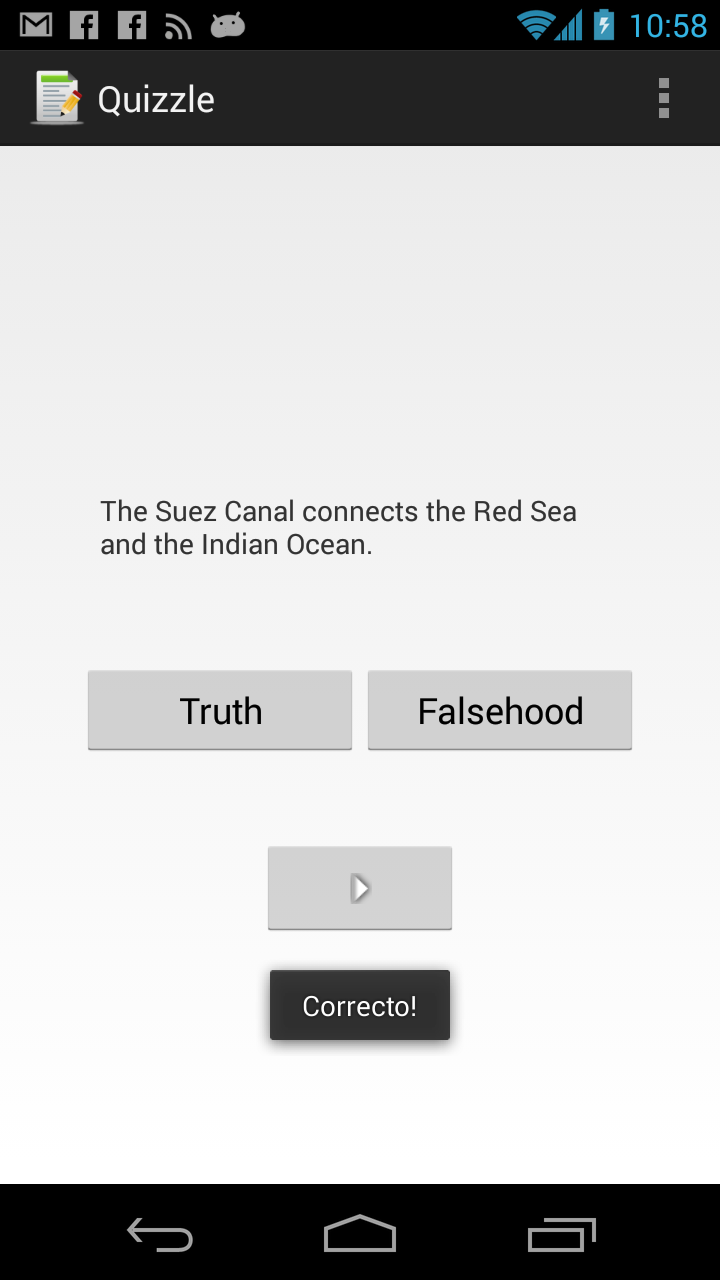 10:58
Quizzle
The Suez Canal connects the Red Sea
and the Indian Ocean.
Truth
Falsehood
Correcto!